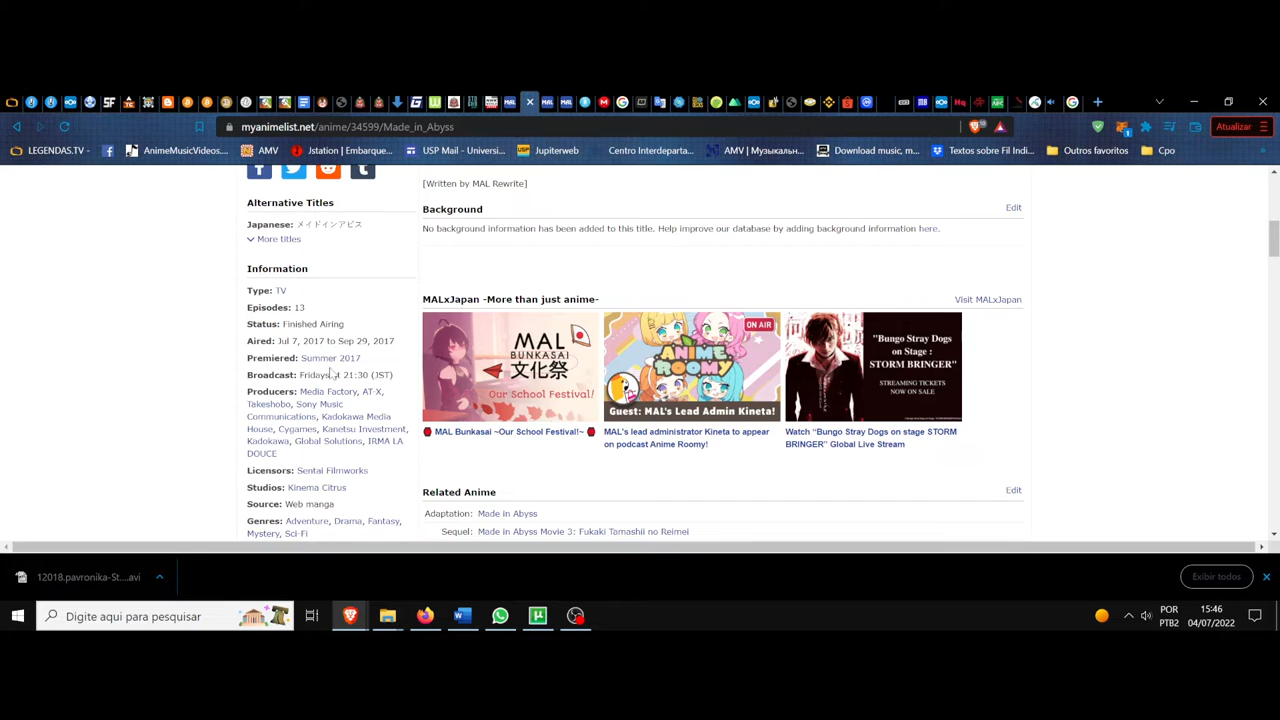 myanimelist.net/anime/34599/Made_in_Abyss
Atualizar
LEGENDAS.TV
AnimeMusicVideos...
AMV
Jstation | Embarque...
USP Mail - Universi...
Jupiterweb
Centro Interdeparta...
AMV | Музыкальн...
Download music, m...
Textos sobre Fil Indi...
Outros favoritos
Cpo
[Written by MAL Rewrite]
Alternative Titles
Japanese: メイドインアビス
More titles
Background
Edit
No background information has been added to this title. Help improve our database by adding background information here.
Information
Type: TV
Episodes: 13
Status: Finished Airing
Aired: Jul 7, 2017 to Sep 29, 2017
Premiered: Summer 2017
Broadcast: Fridays at 21:30 (JST)
Producers: Media Factory, AT-X,
Takeshobo, Sony Music
Communications, Kadokawa Media
House, Cygames, Kanetsu Investment,
Kadokawa, Global Solutions, IRMA LA
DOUCE
Licensors: Sentai Filmworks
Studios: Kinema Citrus
Source: Web manga
Genres: Adventure, Drama, Fantasy,
Mystery, Sci-Fi
MALxJapan -More than just anime-
Visit MALxJapan
MAL
BUNKASAI
文化祭
Our School Festival!
MAL Bunkasai ~Our School Festival!~
ON AIR
ANIME
ROOMY
Guest: MAL's Lead Admin Kineta!
MAL's lead administrator Kineta to appear
on podcast Anime Roomy!
"Bungo Stray Dogs
on Stage :
STORM BRINGER"
STREAMING TICKETS
NOW ON SALE
Watch "Bungo Stray Dogs on stage STORM
BRINGER" Global Live Stream
Related Anime
Edit
Adaptation: Made in Abyss
Sequel: Made in Abyss Movie 3: Fukaki Tamashii no Reimei
12018.pavronika-St....avi
Exibir todos
Digite aqui para pesquisar
POR
PTB2
15:46
04/07/2022